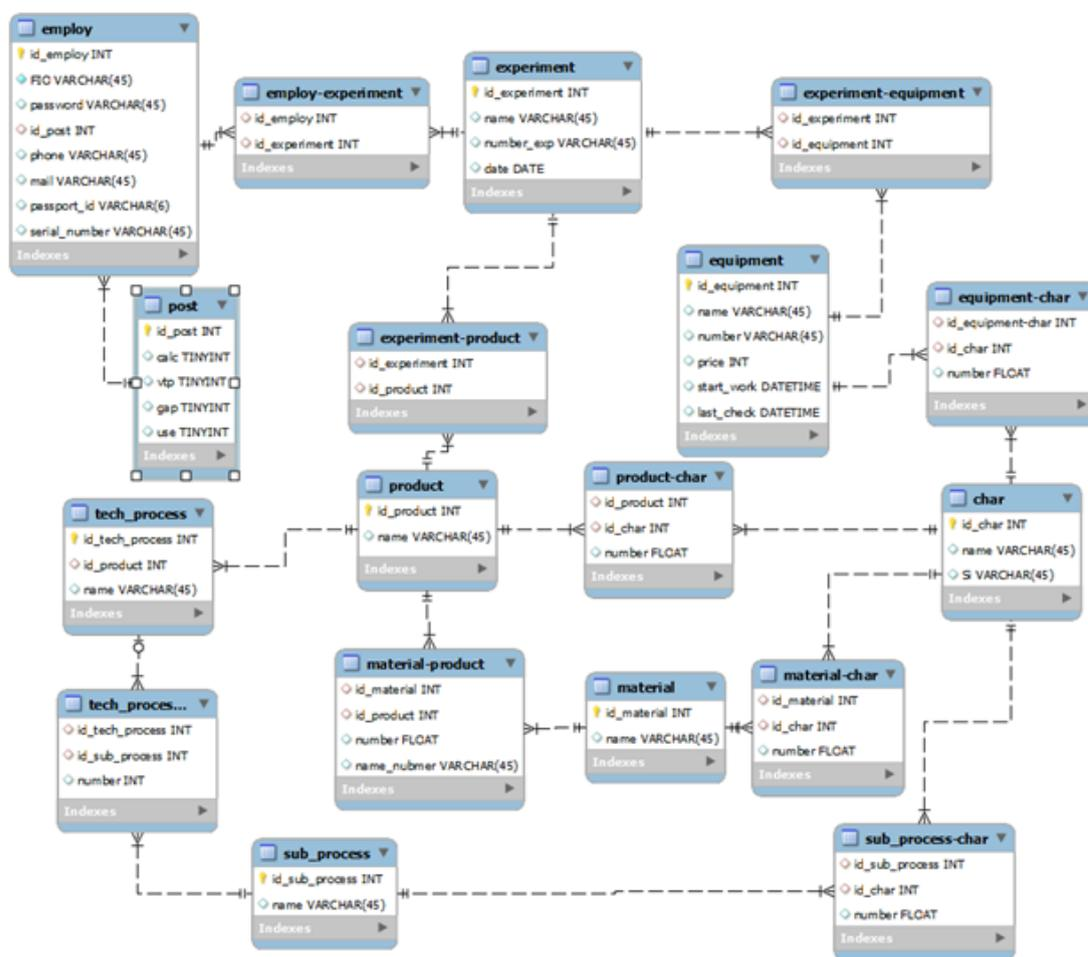 employ
id_employ INT
FIO VARCHAR(45)
password VARCHAR(45)
id_post INT
phone VARCHAR(45)
mail VARCHAR(45)
passport_id VARCHAR(6)
serial_number VARCHAR(45)
Indexes
employ-experiment
id_employ INT
id_experiment INT
Indexes
experiment
id_experiment INT
name VARCHAR(45)
number_exp VARCHAR(45)
date DATE
Indexes
experiment-equipment
id_experiment INT
id_equipment INT
Indexes
post
id_post INT
calc TINYINT
vtp TINYINT
gap TINYINT
use TINYINT
Indexes
experiment-product
id_experiment INT
id_product INT
Indexes
equipment
id_equipment INT
name VARCHAR(45)
number VARCHAR(45)
price INT
start_work DATETIME
last_check DATETIME
Indexes
equipment-char
id_equipment-char INT
id_char INT
number FLOAT
Indexes
tech_process
id_tech_process INT
id_product INT
name VARCHAR(45)
Indexes
product
id_product INT
name VARCHAR(45)
Indexes
product-char
id_product INT
id_char INT
number FLOAT
Indexes
char
id_char INT
name VARCHAR(45)
Si VARCHAR(45)
Indexes
tech_proces...
id_tech_process INT
id_sub_process INT
number INT
Indexes
material-product
id_material INT
id_product INT
number FLOAT
name_nubmer VARCHAR(45)
Indexes
material
id_material INT
name VARCHAR(45)
Indexes
material-char
id_material INT
id_char INT
number FLOAT
Indexes
sub_process
id_sub_process INT
name VARCHAR(45)
Indexes
sub_process-char
id_sub_process INT
id_char INT
number FLOAT
Indexes